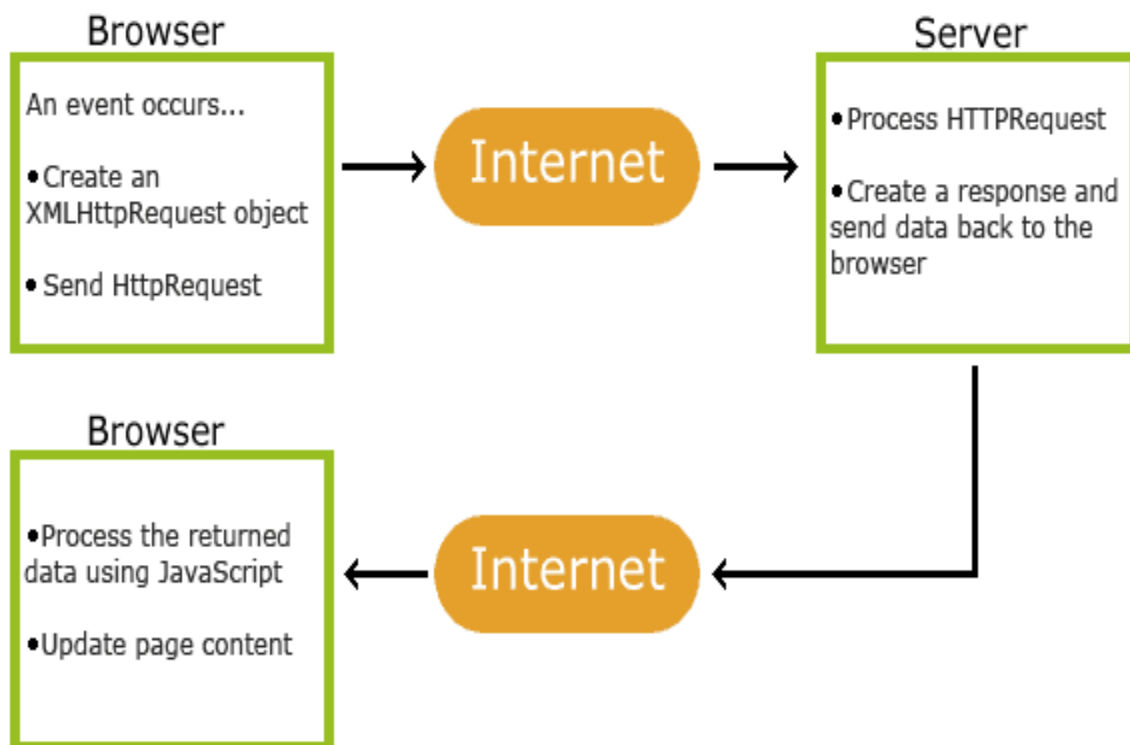 Browser
An event occurs...
•Create an
XMLHttpRequest object
• Send HttpRequest
Internet
Server
•Process HTTPRequest
•Create a response and
send data back to the
browser
Browser
•Process the returned
data using JavaScript
•Update page content
Internet